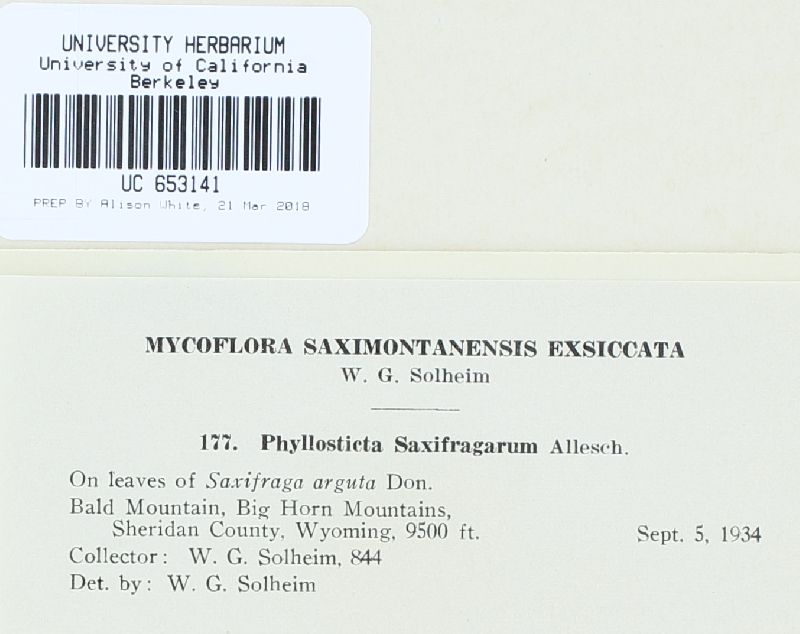 UNIVERSITY HERBARIUM
University of California
Berkeley
UC 653141
PREP BY Alison White, 21 Mar 2018
MYCOFLORA SAXIMONTANENSIS EXSICCATA
W. G. Solheim
177. Phyllosticta Saxifragarum Allesch.
On leaves of Saxifraga arguta Don.
Bald Mountain, Big Horn Mountains,
Sheridan County, Wyoming, 9500 ft. Sept. 5, 1934
Collector: W. G. Solheim, 844
Det. by: W. G. Solheim